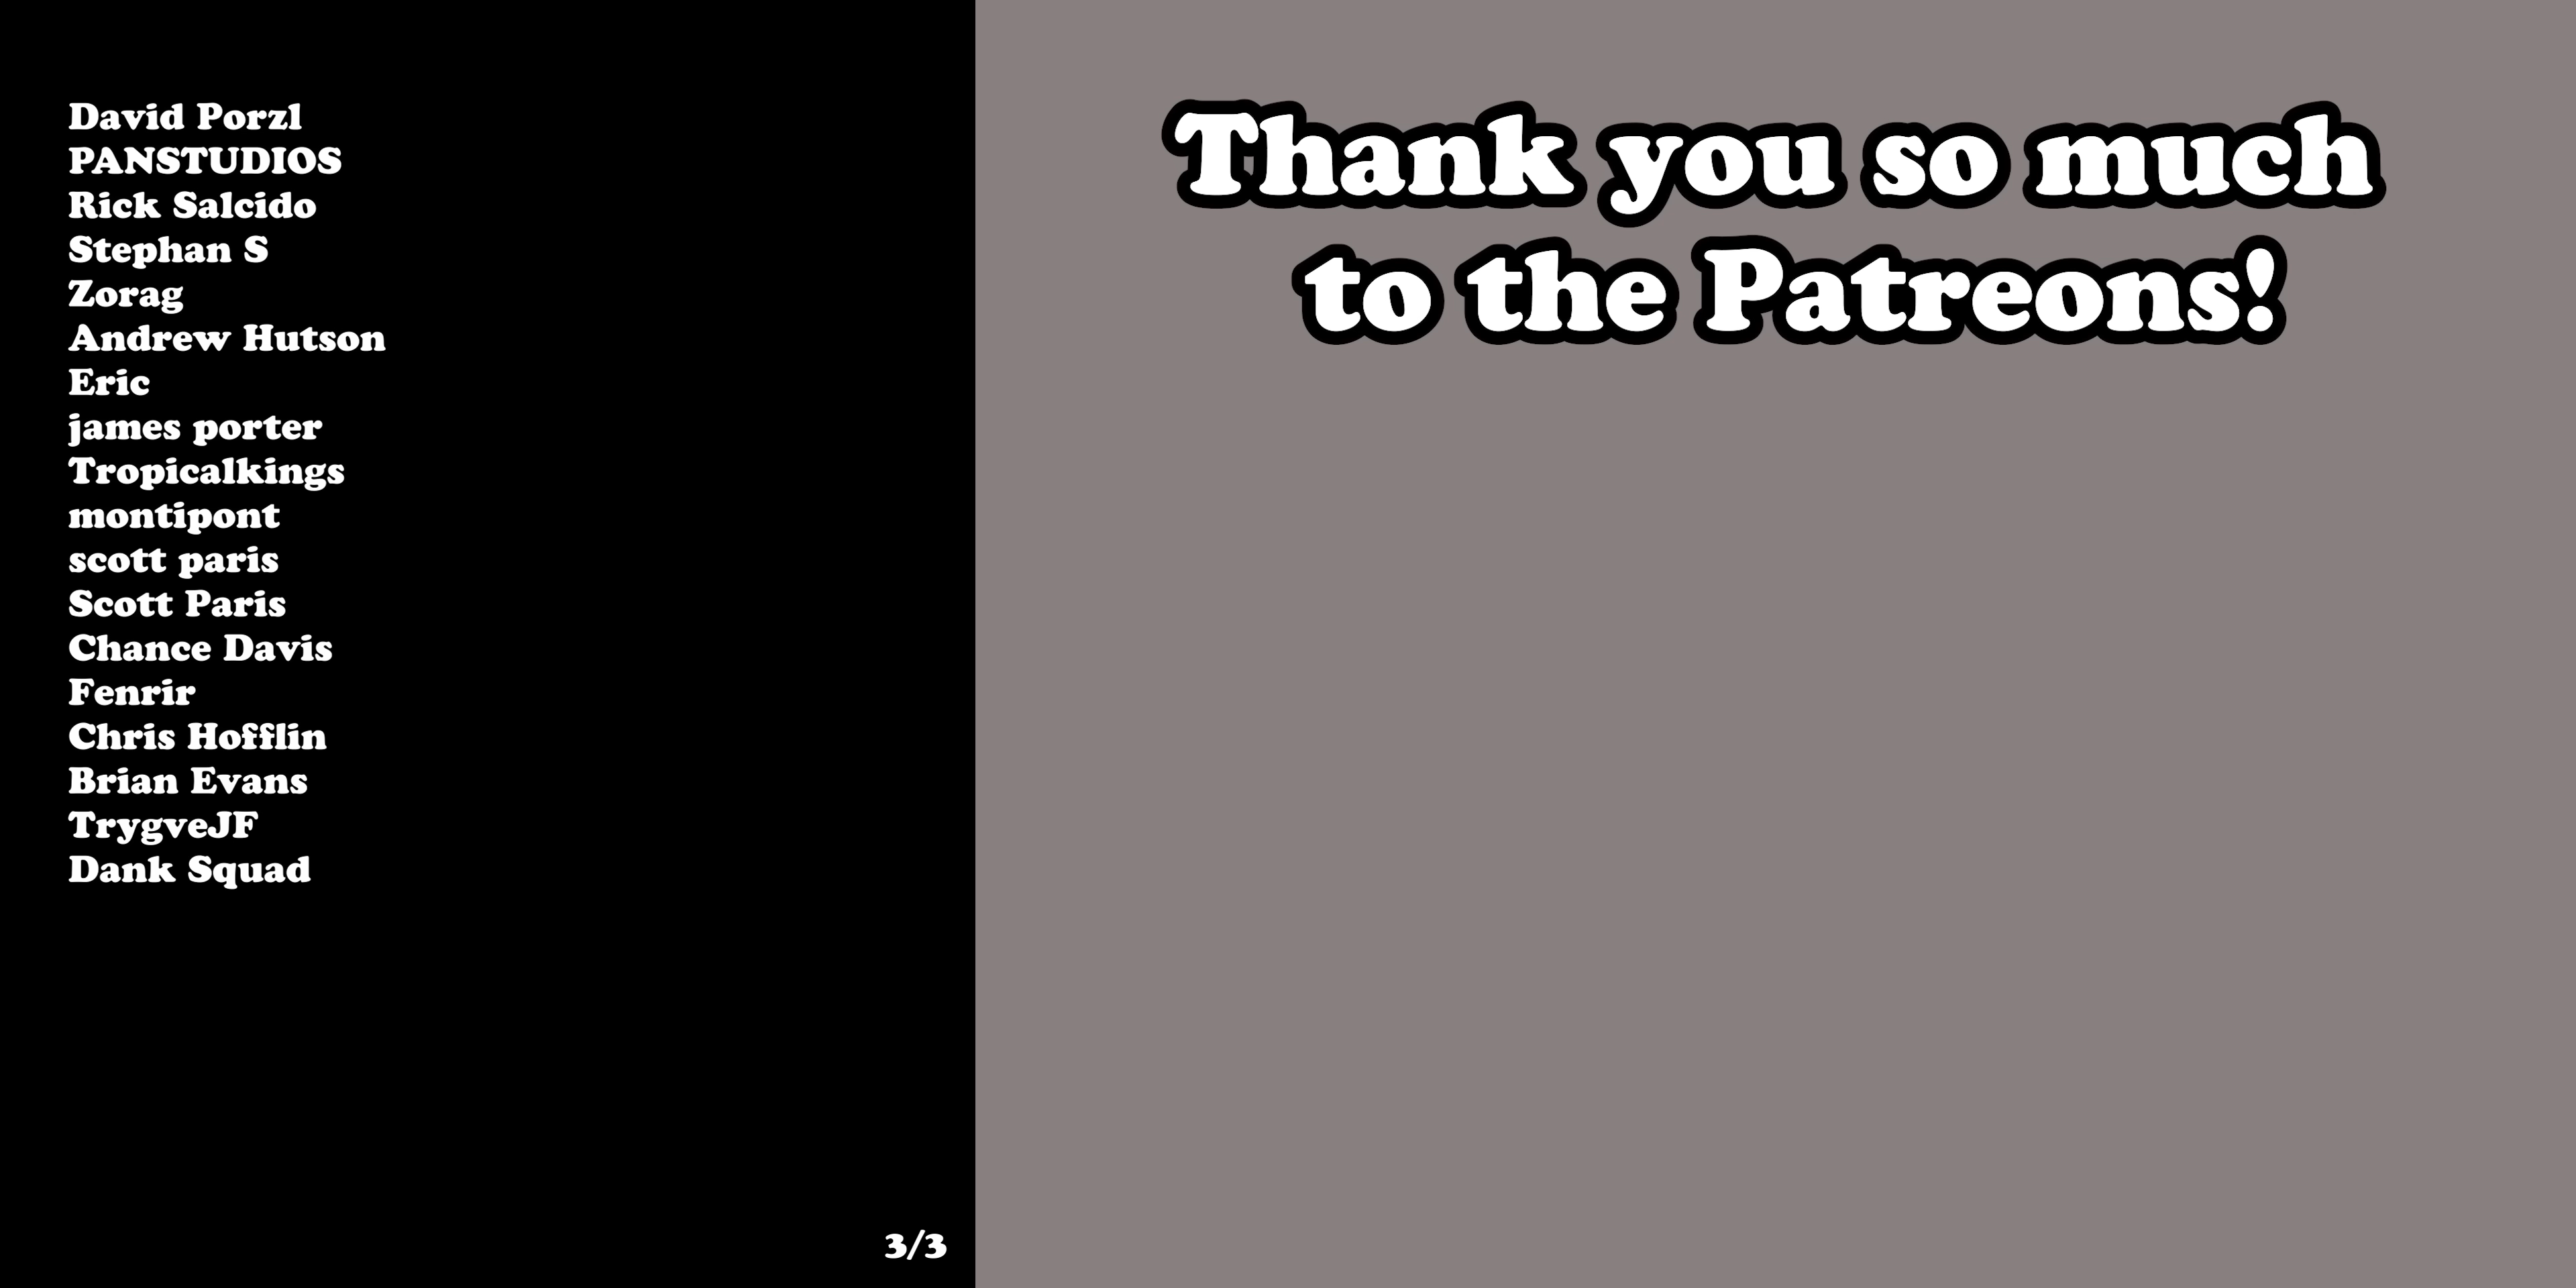 David Porzl
PANSTUDIOS
Rick Salcido
Stephan S
Zorag
Andrew Hutson
Eric
james porter
Tropicalkings
montipont
scott paris
Scott Paris
Chance Davis
Fenrir
Chris Hofflin
Brian Evans
TrygveJF
Dank Squad
3/3
Thank you so much
to the Patreons!